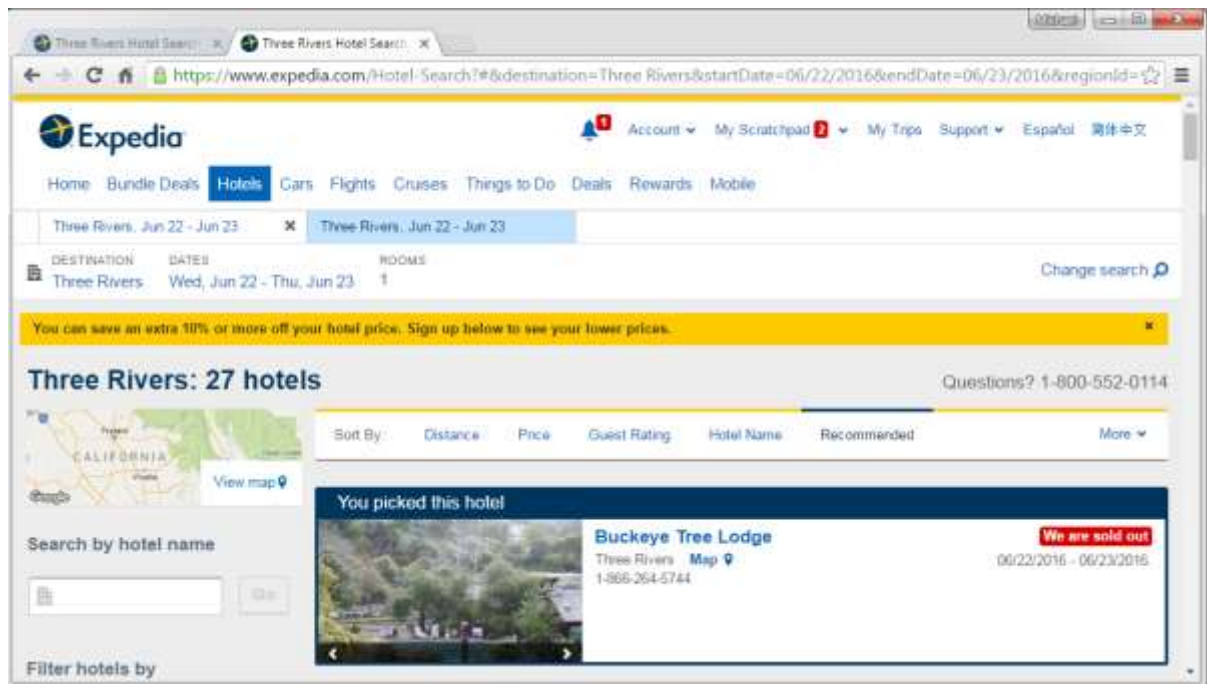 Three Rivers Hotel Search
Three Rivers Hotel Search
https://www.expedia.com/Hotel-Search?#&destination=Three Rivers&startDate=06/22/2016&endDate=06/23/2016&regionId=
Expedia
1 Account My Scratchpad 2 My Trips Support Español 简体中文
Home Bundle Deals Hotels Cars Flights Cruises Things to Do Deals Rewards Mobile
Three Rivers, Jun 22 - Jun 23 Three Rivers, Jun 22 - Jun 23
DESTINATION DATES ROOMS
Three Rivers Wed, Jun 22 - Thu, Jun 23 1
Change search
You can save an extra 10% or more off your hotel price. Sign up below to see your lower prices.
Three Rivers: 27 hotels
Questions? 1-800-552-0114
Fresno
CALIFORNIA
Visalia
View map
Google
Sort By: Distance Price Guest Rating Hotel Name Recommended More
You picked this hotel
Buckeye Tree Lodge
We are sold out
Three Rivers Map
06/22/2016 - 06/23/2016
1-866-264-5744
Search by hotel name
Go
Filter hotels by